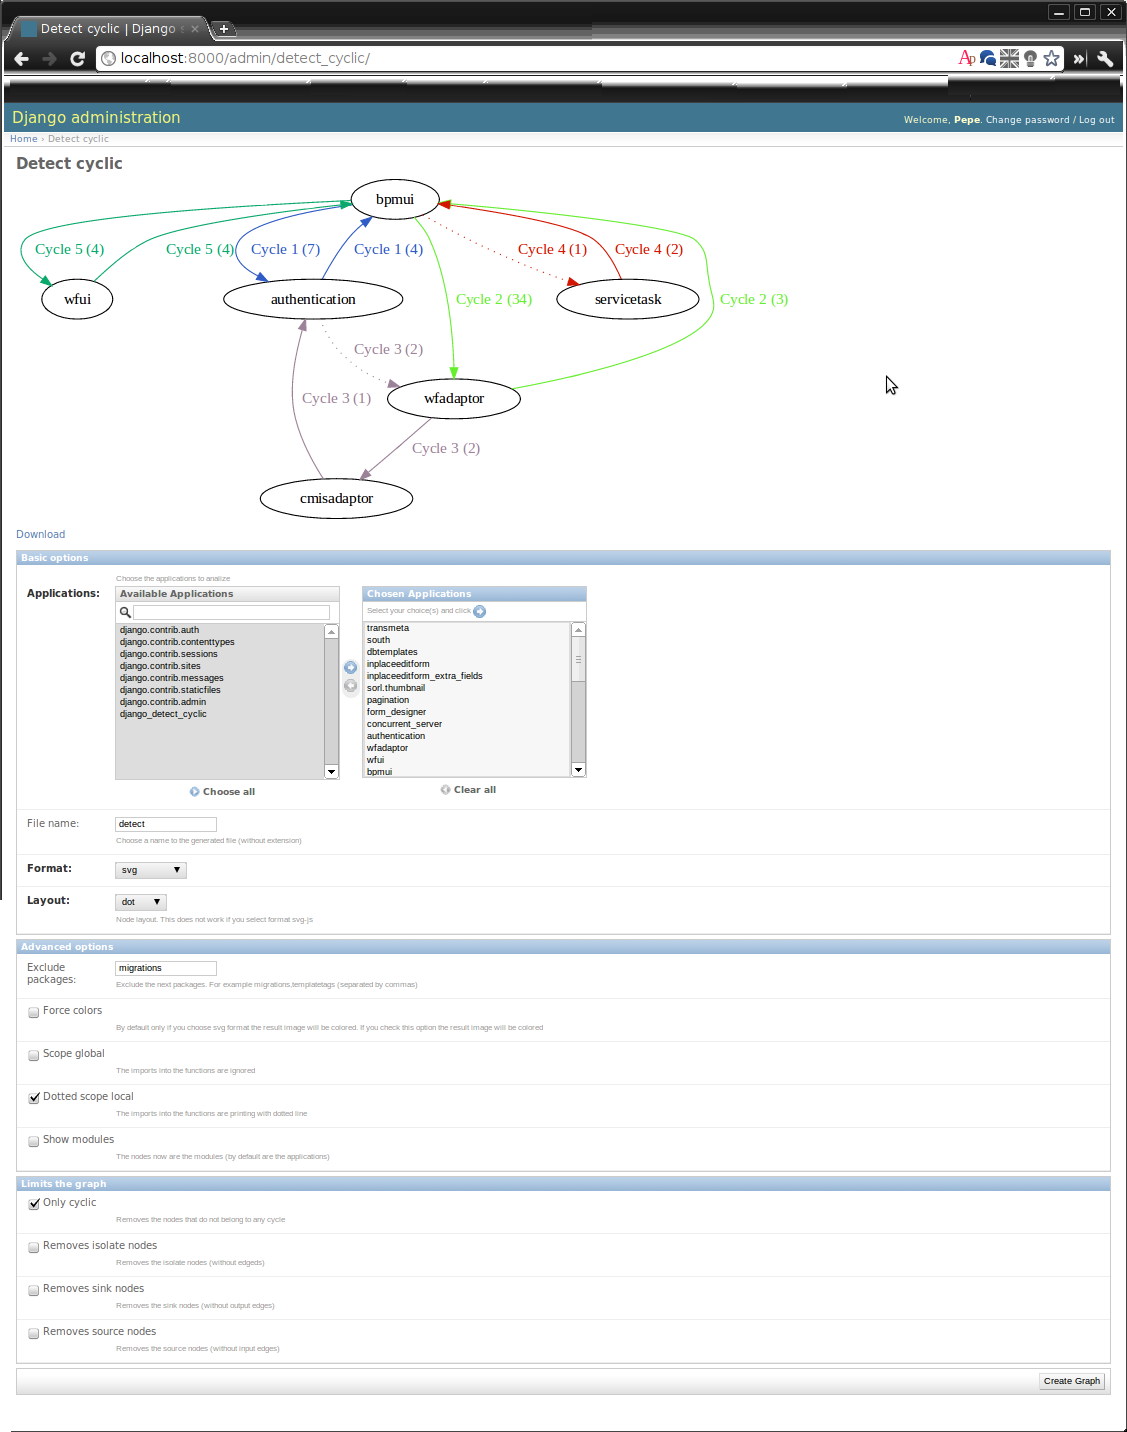 Detect cyclic | Django s
localhost:8000/admin/detect_cyclic/
Django administration
Welcome, Pepe. Change password / Log out
Home › Detect cyclic
Detect cyclic
bpmui
Cycle 5 (4)
Cycle 5 (4)
Cycle 1 (7)
Cycle 1 (4)
Cycle 4 (1)
Cycle 4 (2)
wfui
authentication
Cycle 2 (34)
servicetask
Cycle 2 (3)
Cycle 3 (2)
Cycle 3 (1)
wfadaptor
Cycle 3 (2)
cmisadaptor
Download
Basic options
Choose the applications to analize
Applications:
Available Applications
django.contrib.auth
django.contrib.contenttypes
django.contrib.sessions
django.contrib.sites
django.contrib.messages
django.contrib.staticfiles
django.contrib.admin
django_detect_cyclic
Choose all
Chosen Applications
Select your choice(s) and click
transmeta
south
dbtemplates
inplaceeditform
inplaceeditform_extra_fields
sorl.thumbnail
pagination
form_designer
concurrent_server
authentication
wfadaptor
wfui
bpmui
Clear all
File name:
detect
Choose a name to the generated file (without extension)
Format:
svg
Layout:
dot
Node layout. This does not work if you select format svg-js
Advanced options
Exclude
packages:
migrations
Exclude the next packages. For example migrations,templatetags (separated by commas)
Force colors
By default only if you choose svg format the result image will be colored. If you check this option the result image will be colored
Scope global
The imports into the functions are ignored
Dotted scope local
The imports into the functions are printing with dotted line
Show modules
The nodes now are the modules (by default are the applications)
Limits the graph
Only cyclic
Removes the nodes that do not belong to any cycle
Removes isolate nodes
Removes the isolate nodes (without edgeds)
Removes sink nodes
Removes the sink nodes (without output edges)
Removes source nodes
Removes the source nodes (without input edges)
Create Graph